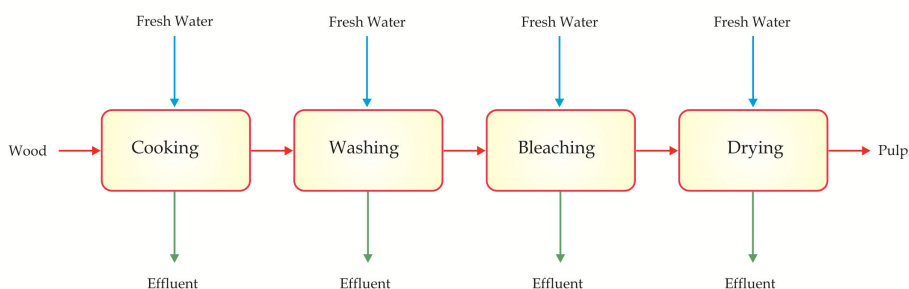 Fresh Water Fresh Water Fresh Water Fresh Water
Wood Cooking Washing Bleaching Drying Pulp
Effluent Effluent Effluent Effluent